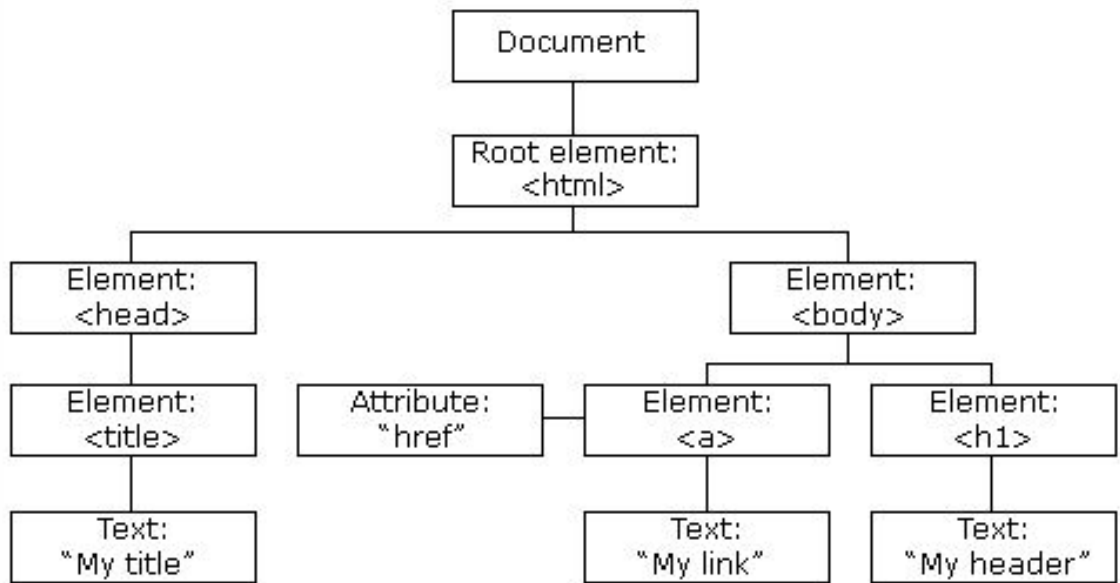 Document
Root element:
<html>
Element:
<head>
Element:
<body>
Element:
<title>
Attribute:
“href”
Element:
<a>
Element:
<h1>
Text:
“My title”
Text:
“My link”
Text:
“My header”